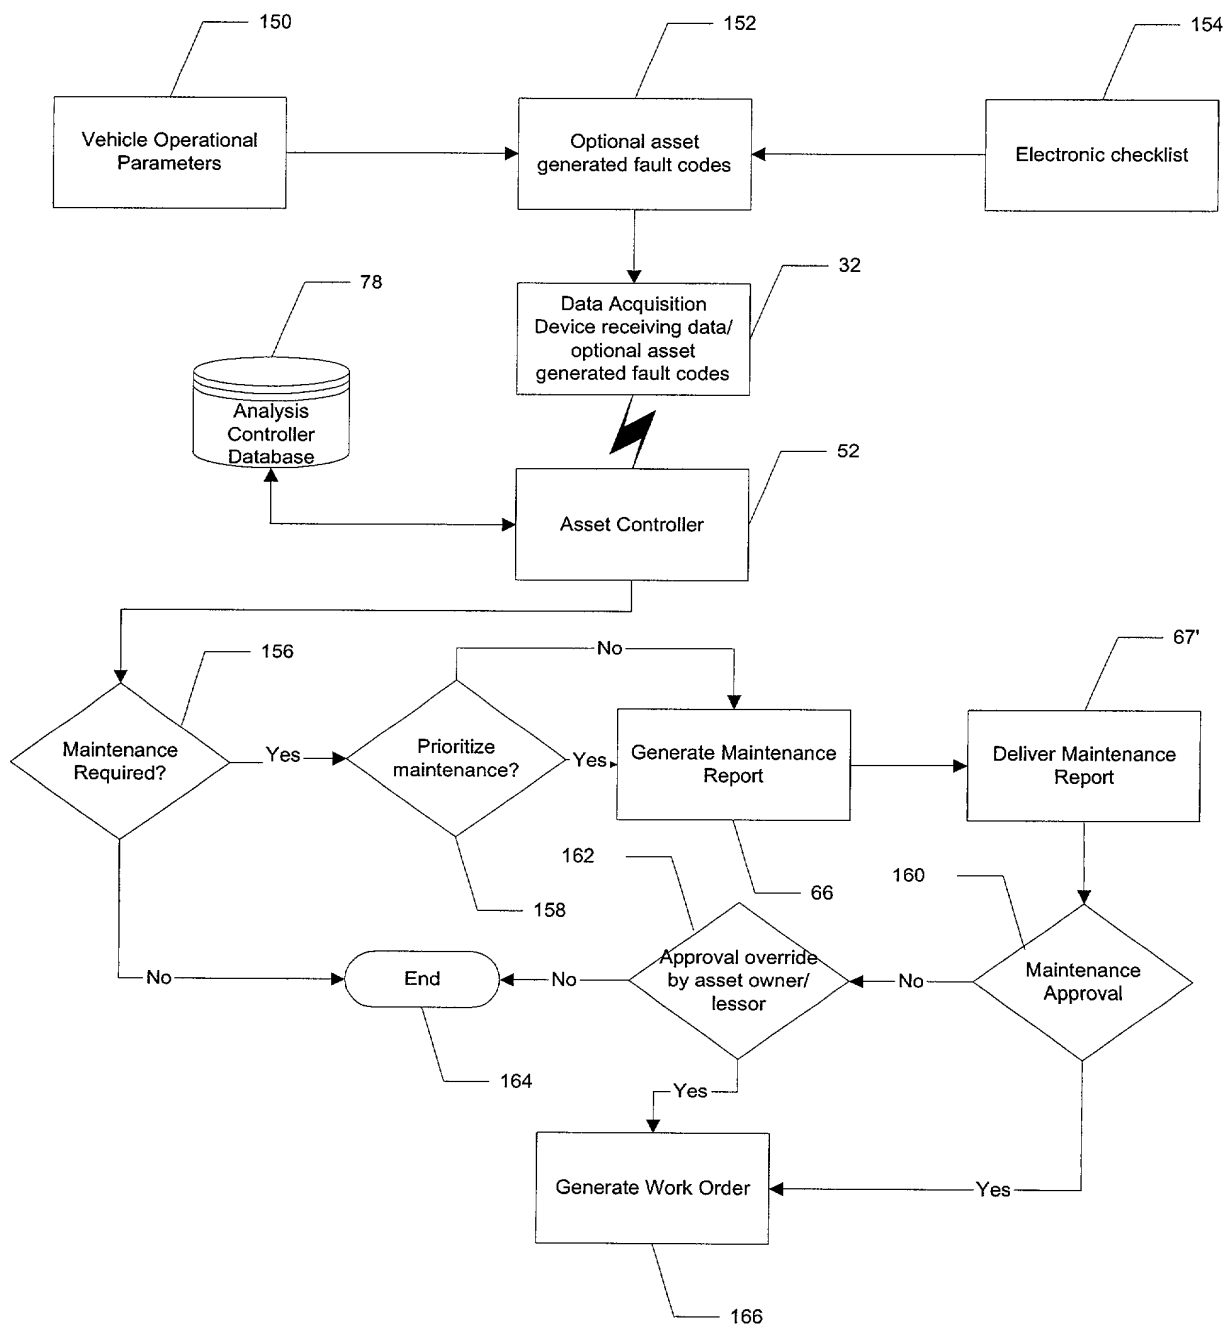 150
152
154
Vehicle Operational
Parameters
Optional asset
generated fault codes
Electronic checklist
32
78
Data Acquisition
Device receiving data/
optional asset
generated fault codes
Analysis
Controller
Database
52
Asset Controller
67'
156
No
Maintenance
Required?
Yes
Prioritize
maintenance?
Yes
Generate Maintenance
Report
Deliver Maintenance
Report
162
160
158
66
No
End
No
Approval override
by asset owner/
lessor
No
Maintenance
Approval
164
Yes
Generate Work Order
Yes
166